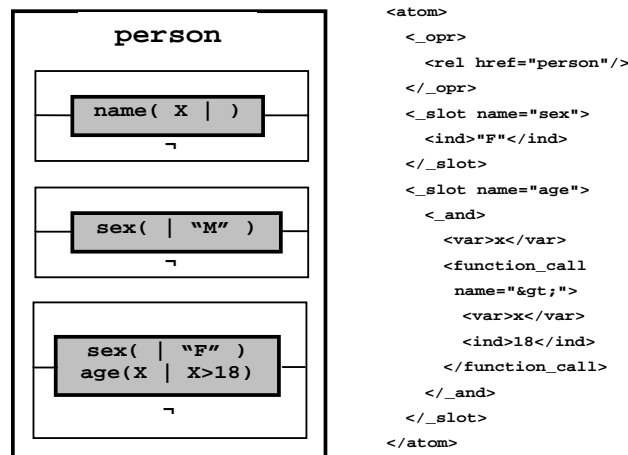 person
name( X | )
¬
sex( | “M” )
¬
sex( | “F” )
age(X | X>18)
¬
<atom>
<_opr>
<rel href="person"/>
</_opr>
<_slot name="sex">
<ind>"F"</ind>
</_slot>
<_slot name="age">
<_and>
<var>x</var>
<function_call
name="&gt;">
<var>x</var>
<ind>18</ind>
</function_call>
</_and>
</_slot>
</atom>